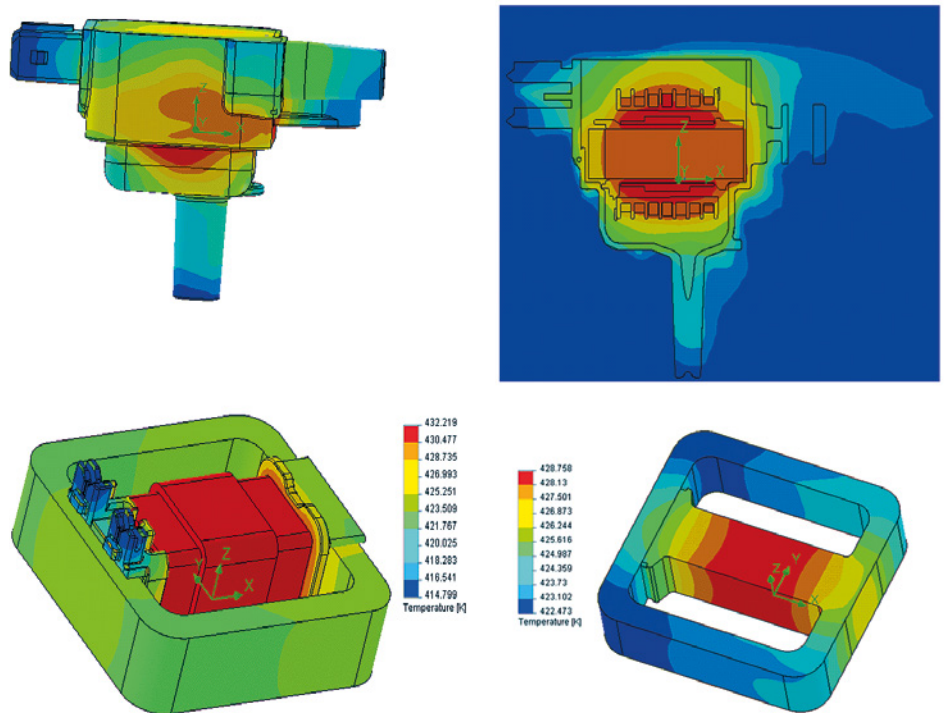 Z
X
Y
Z
Y
X
432.219
430.477
428.735
426.993
425.251
423.509
421.767
420.025
418.283
416.541
414.799
Temperature [K]
Y
Z
X
428.758
428.13
427.501
426.873
426.244
425.616
424.987
424.359
423.73
423.102
422.473
Temperature [K]
Z
Y
X